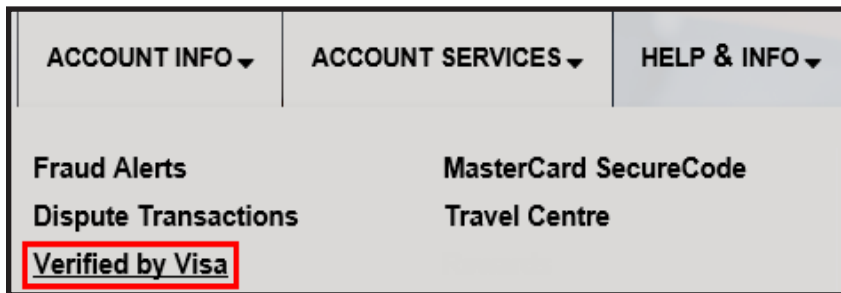 ACCOUNT INFO ACCOUNT SERVICES HELP & INFO
Fraud Alerts MasterCard SecureCode
Dispute Transactions Travel Centre
Verified by Visa